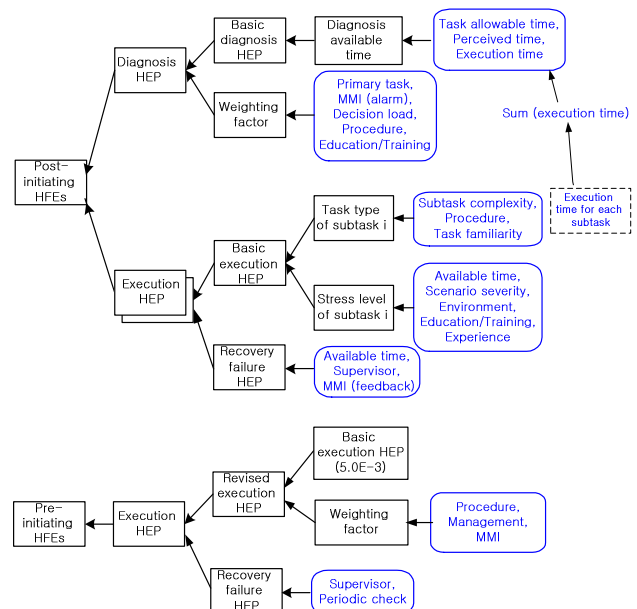 Basic
diagnosis
HEP
Diagnosis
available
time
Task allowable time,
Perceived time,
Execution time
Diagnosis
HEP
Weighting
factor
Primary task,
MMI (alarm),
Decision load,
Procedure,
Education/Training
Sum (execution time)
Post-
initiating
HFEs
Execution
time for each
subtask
Task type
of subtask i
Subtask complexity,
Procedure,
Task familiarity
Basic
execution
HEP
Execution
HEP
Stress level
of subtask i
Available time,
Scenario severity,
Environment,
Education/Training,
Experience
Recovery
failure
HEP
Available time,
Supervisor,
MMI (feedback)
Basic
execution HEP
(5.0E-3)
Revised
execution
HEP
Pre-
initiating
HFEs
Execution
HEP
Weighting
factor
Procedure,
Management,
MMI
Recovery
failure
HEP
Supervisor,
Periodic check